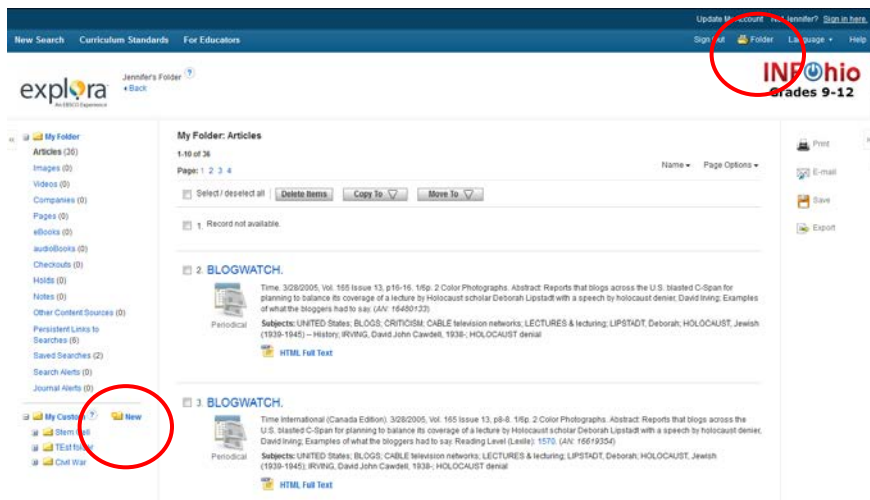 Update My Account Not Jennifer? Sign in here.
New Search Curriculum Standards For Educators
Sign Out Folder Language Help
explora
An EBSCO Experience
Jennifer's Folder ?
Back
INFOhio
Grades 9-12
«
My Folder
Articles (36)
Images (0)
Videos (0)
Companies (0)
Pages (0)
eBooks (0)
audioBooks (0)
Checkouts (0)
Holds (0)
Notes (0)
Other Content Sources (0)
Persistent Links to
Searches (6)
Saved Searches (2)
Search Alerts (0)
Journal Alerts (0)
My Custom ? New
Stem Cell
TEst folder
Civil War
My Folder: Articles
1-10 of 36
Page: 1 2 3 4
Name Page Options
Select / deselect all Delete Items Copy To Move To
1. Record not available.
2. BLOGWATCH.
Time. 3/28/2005, Vol. 165 Issue 13, p16-16. 1/6p. 2 Color Photographs. Abstract: Reports that blogs across the U.S. blasted C-Span for
planning to balance its coverage of a lecture by Holocaust scholar Deborah Lipstadt with a speech by holocaust denier, David Irving; Examples
of what the bloggers had to say. (AN: 16480133)
Periodical
Subjects: UNITED States; BLOGS; CRITICISM; CABLE television networks; LECTURES & lecturing; LIPSTADT, Deborah; HOLOCAUST, Jewish
(1939-1945) -- History; IRVING, David John Cawdell, 1938-; HOLOCAUST denial
HTML Full Text
3. BLOGWATCH.
Time International (Canada Edition). 3/28/2005, Vol. 165 Issue 13, p8-8. 1/6p. 2 Color Photographs. Abstract: Reports that blogs across the
U.S. blasted C-Span for planning to balance its coverage of a lecture by Holocaust scholar Deborah Lipstadt with a speech by holocaust denier,
David Irving; Examples of what the bloggers had to say. Reading Level (Lexile): 1570. (AN: 16619354)
Periodical
Subjects: UNITED States; BLOGS; CABLE television networks; LECTURES & lecturing; LIPSTADT, Deborah; HOLOCAUST, Jewish
(1939-1945); IRVING, David John Cawdell, 1938-; HOLOCAUST denial
HTML Full Text
Print
E-mail
Save
Export